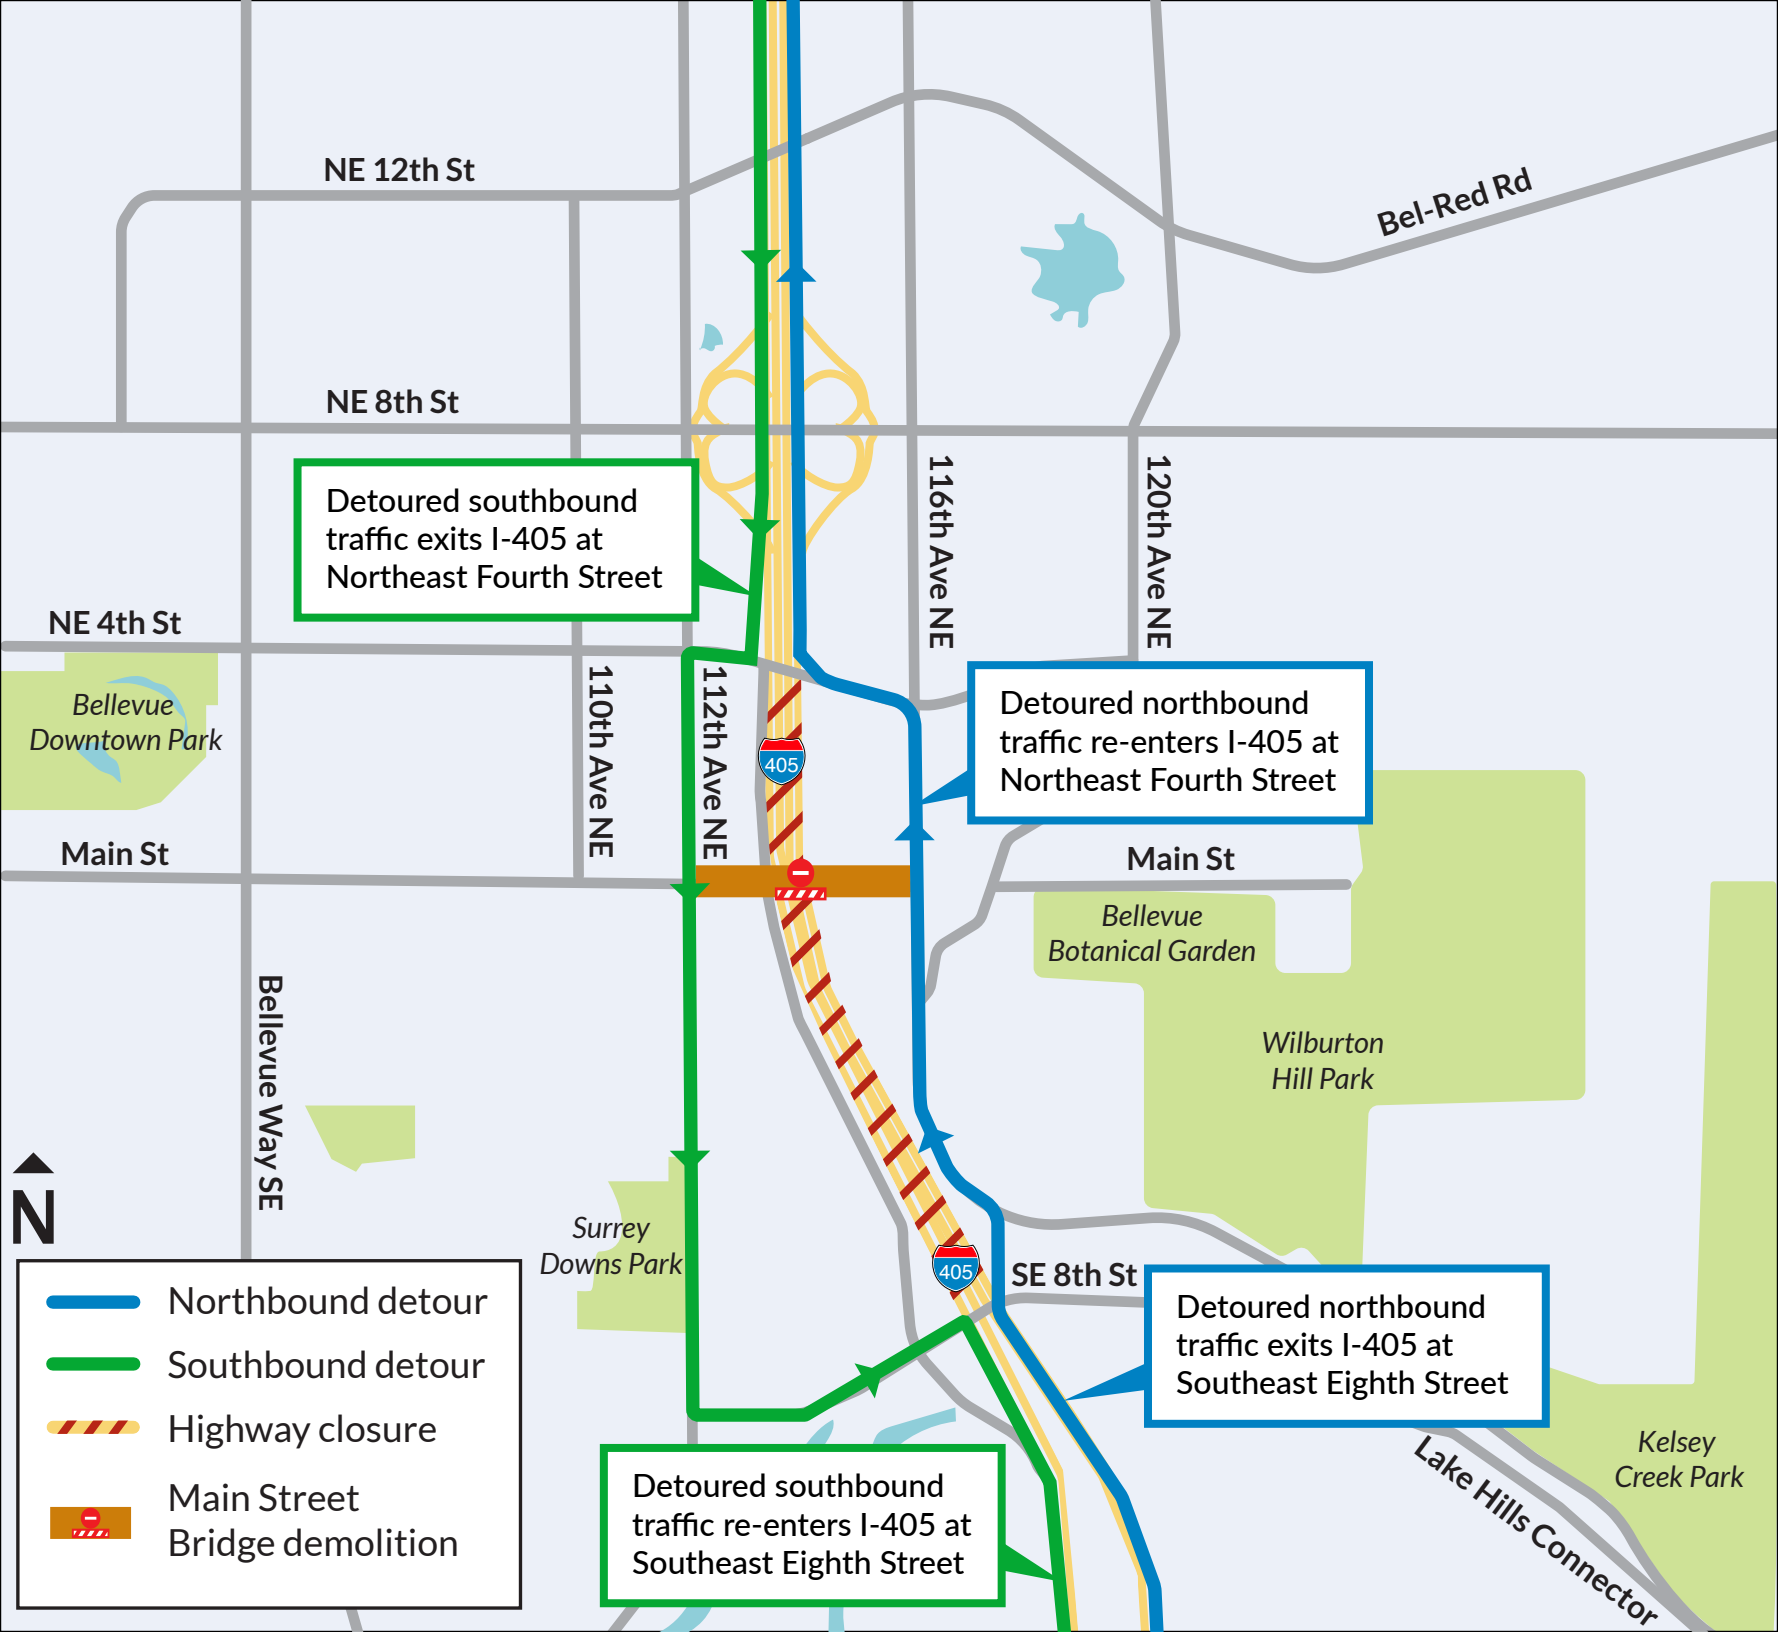 NE 12th St
Bel-Red Rd
NE 8th St
116th Ave NE
120th Ave NE
Detoured southbound
traffic exits I-405 at
Northeast Fourth Street
NE 4th St
Bellevue
Downtown Park
110th Ave NE
112th Ave NE
405
Detoured northbound
traffic re-enters I-405 at
Northeast Fourth Street
Main St
Main St
Bellevue
Botanical Garden
Wilburton
Hill Park
Bellevue Way SE
N
Surrey
Downs Park
405
SE 8th St
Detoured northbound
traffic exits I-405 at
Southeast Eighth Street
Northbound detour
Southbound detour
Highway closure
Main Street
Bridge demolition
Detoured southbound
traffic re-enters I-405 at
Southeast Eighth Street
Lake Hills Connector
Kelsey
Creek Park